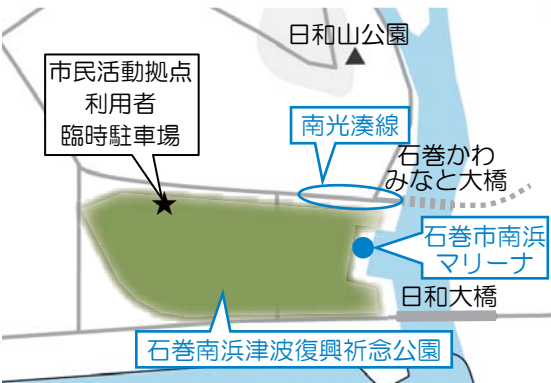 日和山公園
市民活動拠点
利用者
臨時駐車場
南光湊線
石巻かわ
みなと大橋
石巻市南浜
マリーナ
日和大橋
石巻南浜津波復興祈念公園